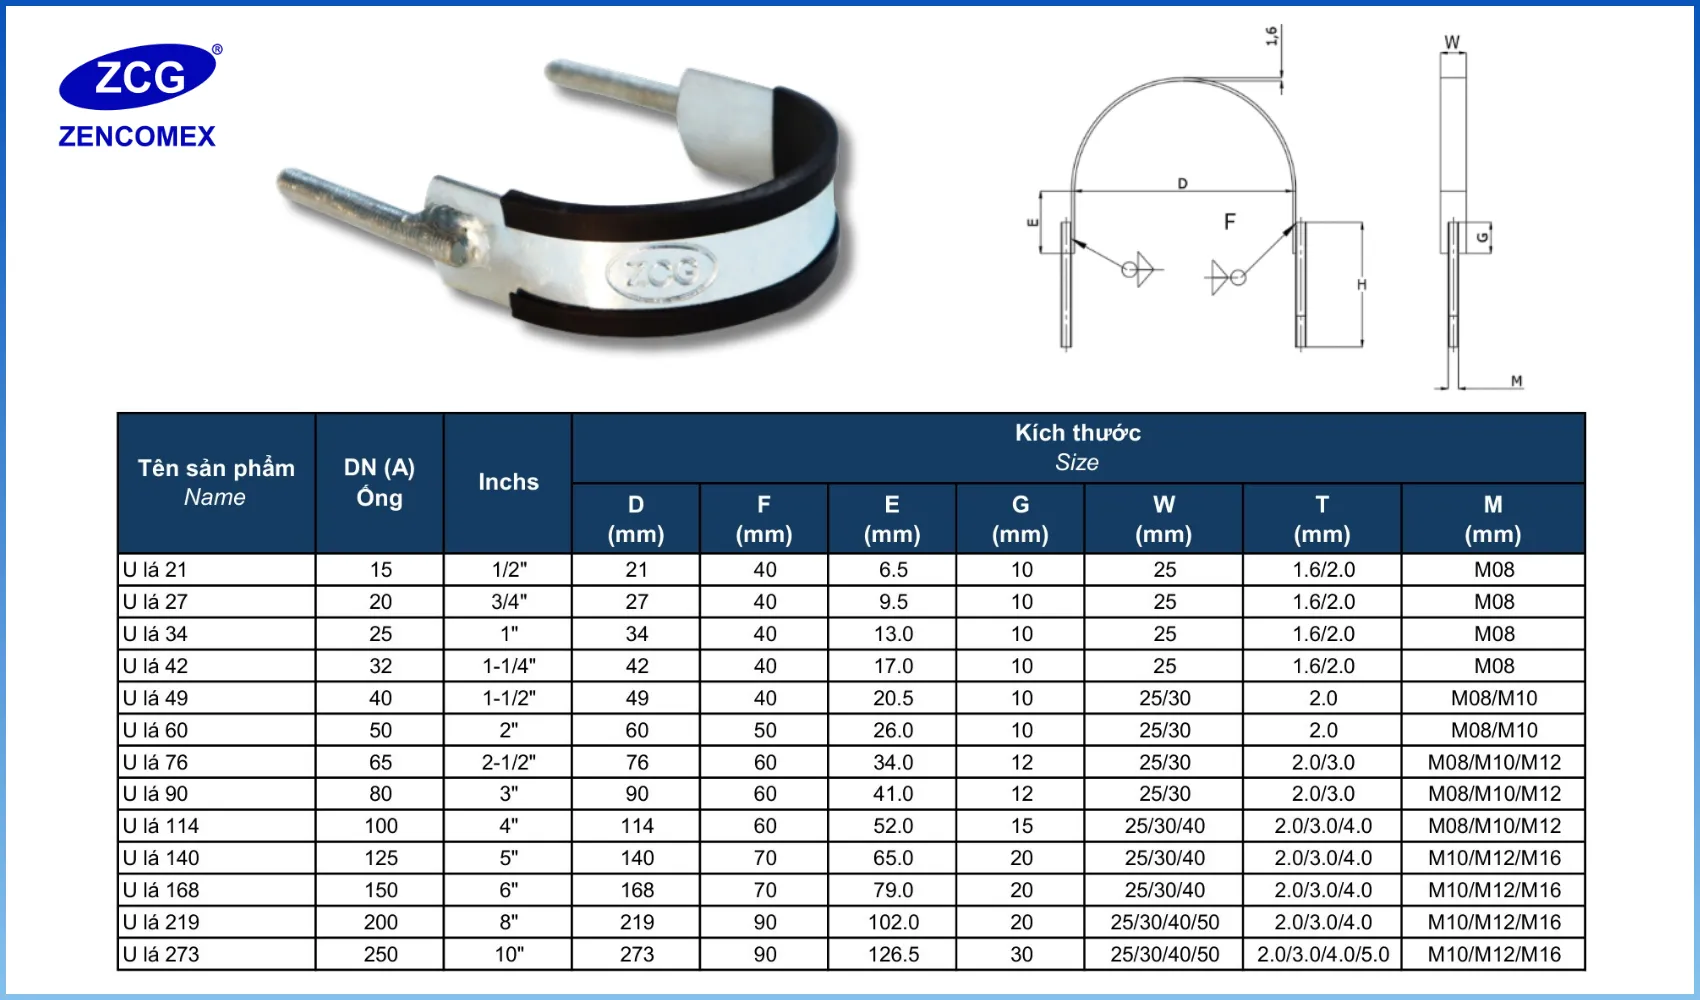 ZCG®
ZENCOMEX
ZCG
1,6
W
D
E
F
G
H
M
Tên sản phẩm
Name
DN (A)
Ống
Inchs
Kích thước
Size
D
(mm)
F
(mm)
E
(mm)
G
(mm)
W
(mm)
T
(mm)
M
(mm)
U lá 21 15 1/2" 21 40 6.5 10 25 1.6/2.0 M08
U lá 27 20 3/4" 27 40 9.5 10 25 1.6/2.0 M08
U lá 34 25 1" 34 40 13.0 10 25 1.6/2.0 M08
U lá 42 32 1-1/4" 42 40 17.0 10 25 1.6/2.0 M08
U lá 49 40 1-1/2" 49 40 20.5 10 25/30 2.0 M08/M10
U lá 60 50 2" 60 50 26.0 10 25/30 2.0 M08/M10
U lá 76 65 2-1/2" 76 60 34.0 12 25/30 2.0/3.0 M08/M10/M12
U lá 90 80 3" 90 60 41.0 12 25/30 2.0/3.0 M08/M10/M12
U lá 114 100 4" 114 60 52.0 15 25/30/40 2.0/3.0/4.0 M08/M10/M12
U lá 140 125 5" 140 70 65.0 20 25/30/40 2.0/3.0/4.0 M10/M12/M16
U lá 168 150 6" 168 70 79.0 20 25/30/40 2.0/3.0/4.0 M10/M12/M16
U lá 219 200 8" 219 90 102.0 20 25/30/40/50 2.0/3.0/4.0 M10/M12/M16
U lá 273 250 10" 273 90 126.5 30 25/30/40/50 2.0/3.0/4.0/5.0 M10/M12/M16